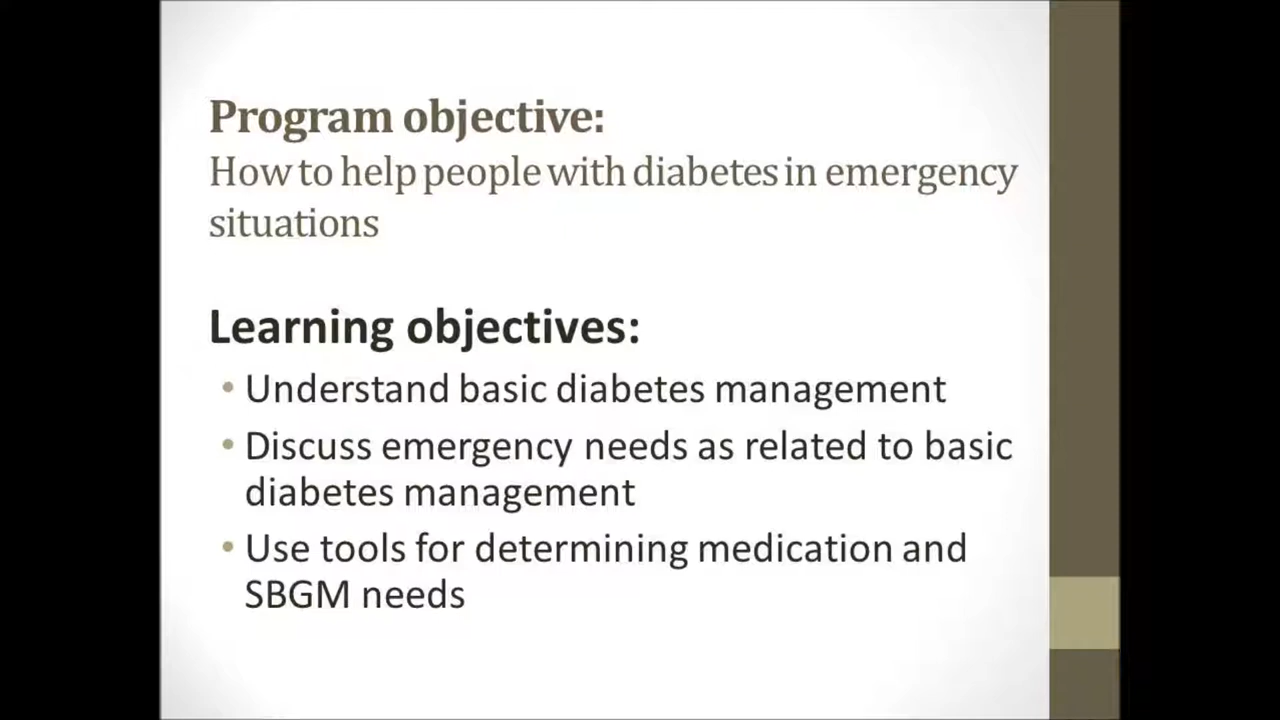 Program objective:
How to help people with diabetes in emergency
situations
Learning objectives:
• Understand basic diabetes management
• Discuss emergency needs as related to basic
diabetes management
• Use tools for determining medication and
SBGM needs